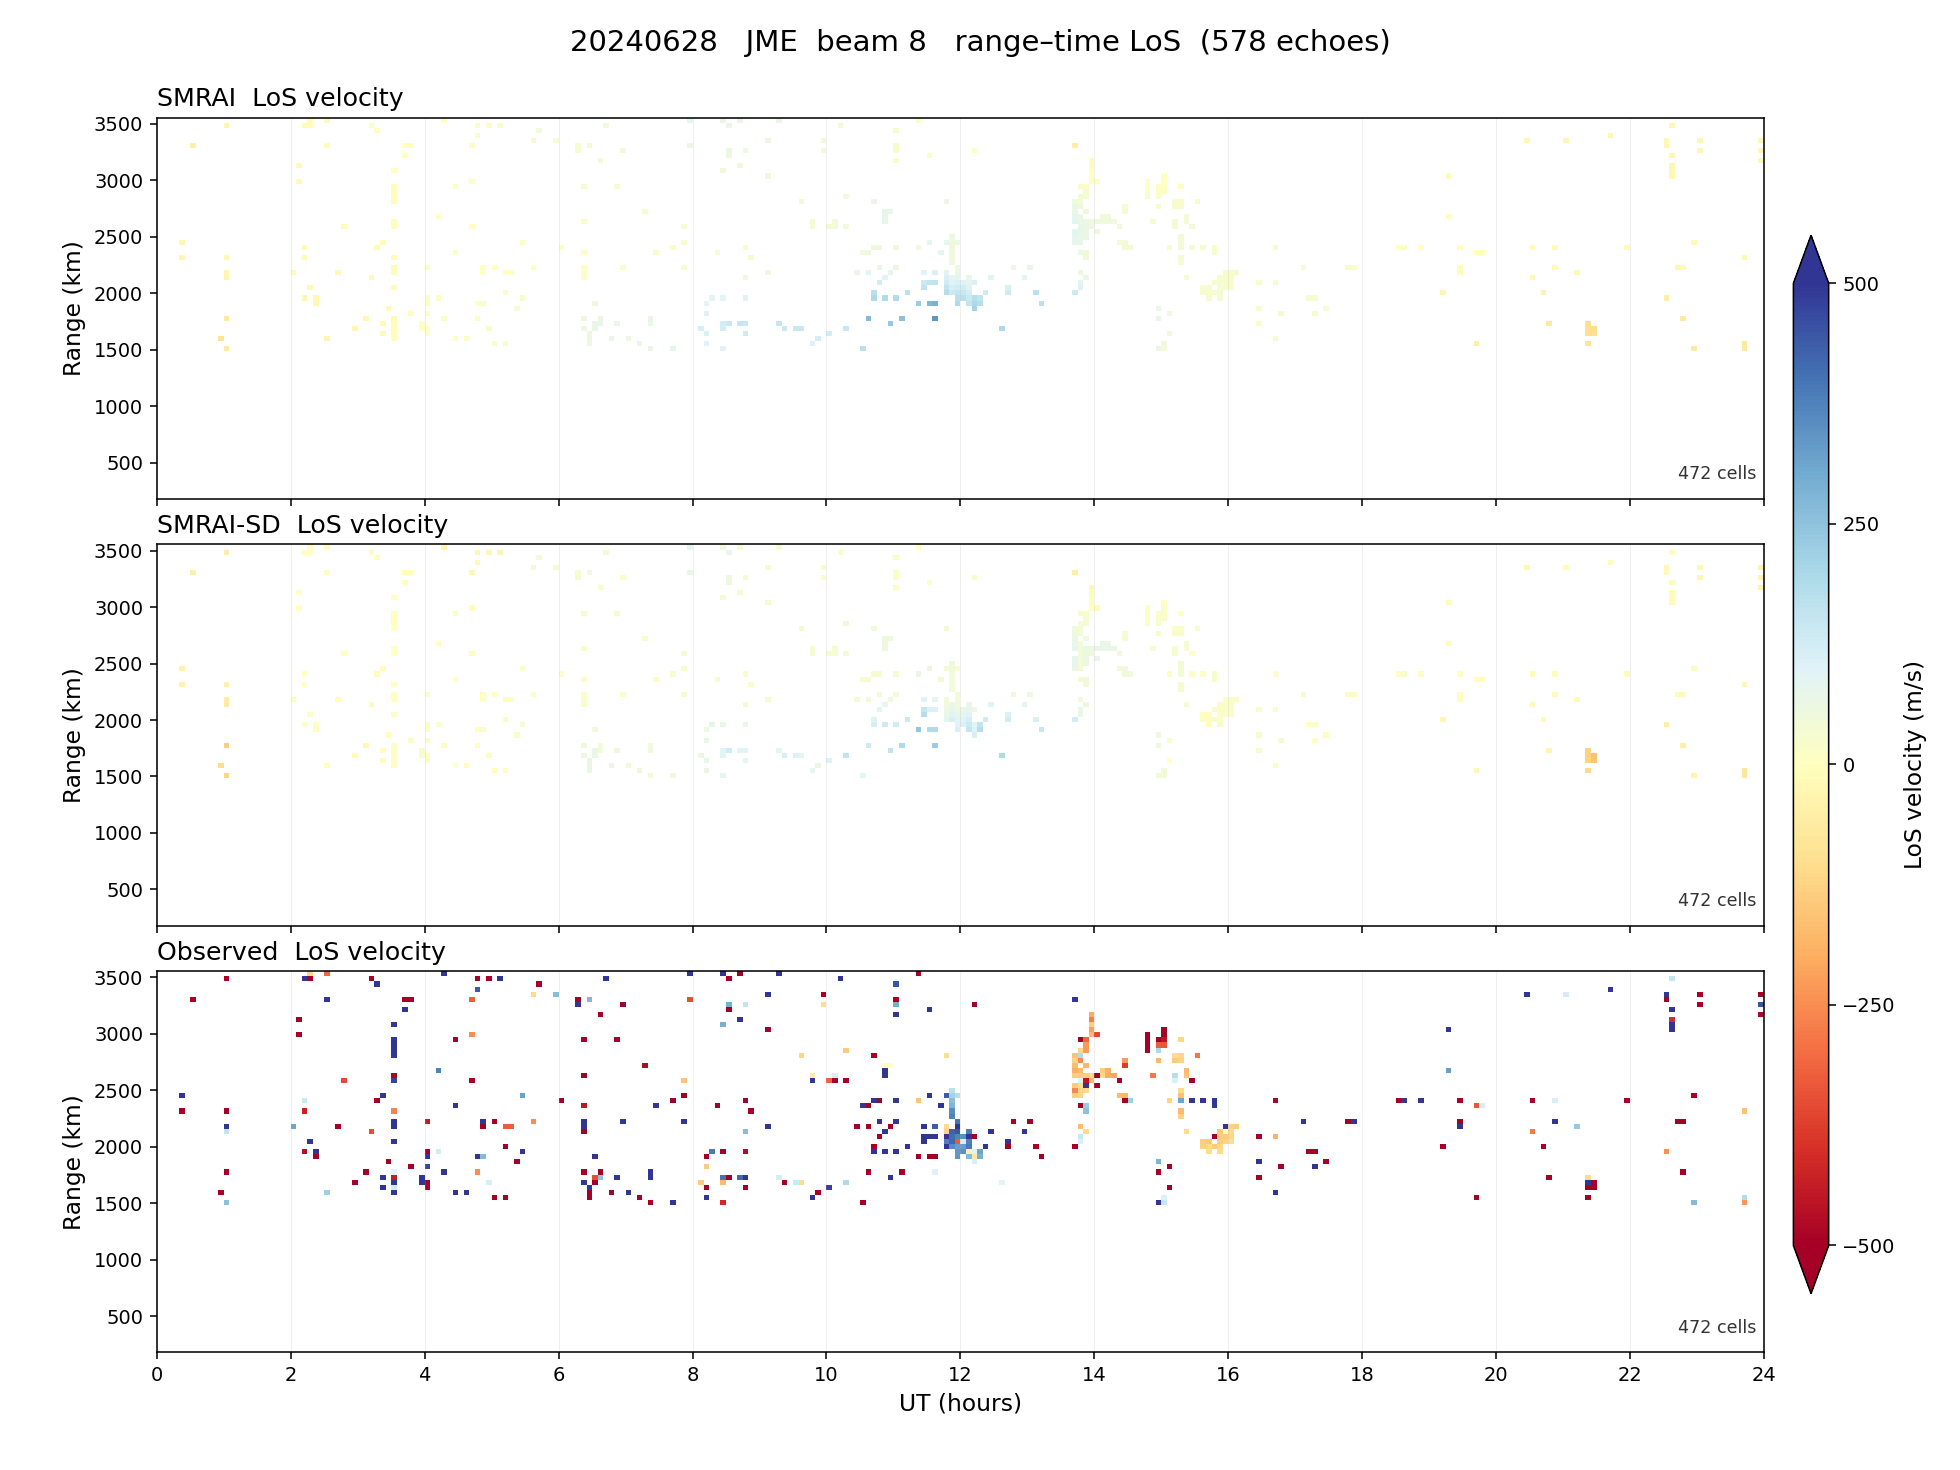 20240628   JME  beam 8   range–time LoS  (578 echoes)
SMRAI  LoS velocity
3500
3000
2500
2000
1500
1000
500
Range (km)
472 cells
SMRAI-SD  LoS velocity
3500
3000
2500
2000
1500
1000
500
Range (km)
472 cells
Observed  LoS velocity
3500
3000
2500
2000
1500
1000
500
Range (km)
472 cells
0 2 4 6 8 10 12 14 16 18 20 22 24
UT (hours)
500
250
0
−250
−500
LoS velocity (m/s)